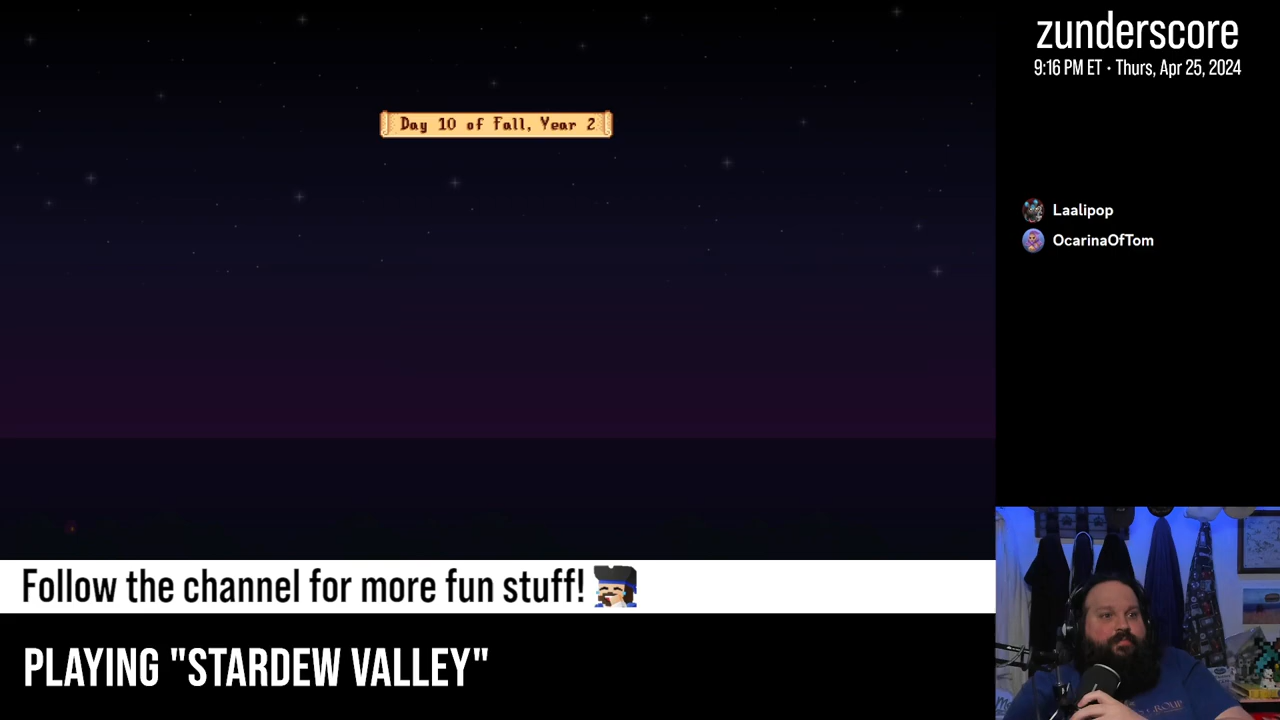 zunderscore
9:16 PM ET • Thurs, Apr 25, 2024
Day 10 of Fall, Year 2
Laalipop
OcarinaOfTom
Follow the channel for more fun stuff!
PLAYING "STARDEW VALLEY"